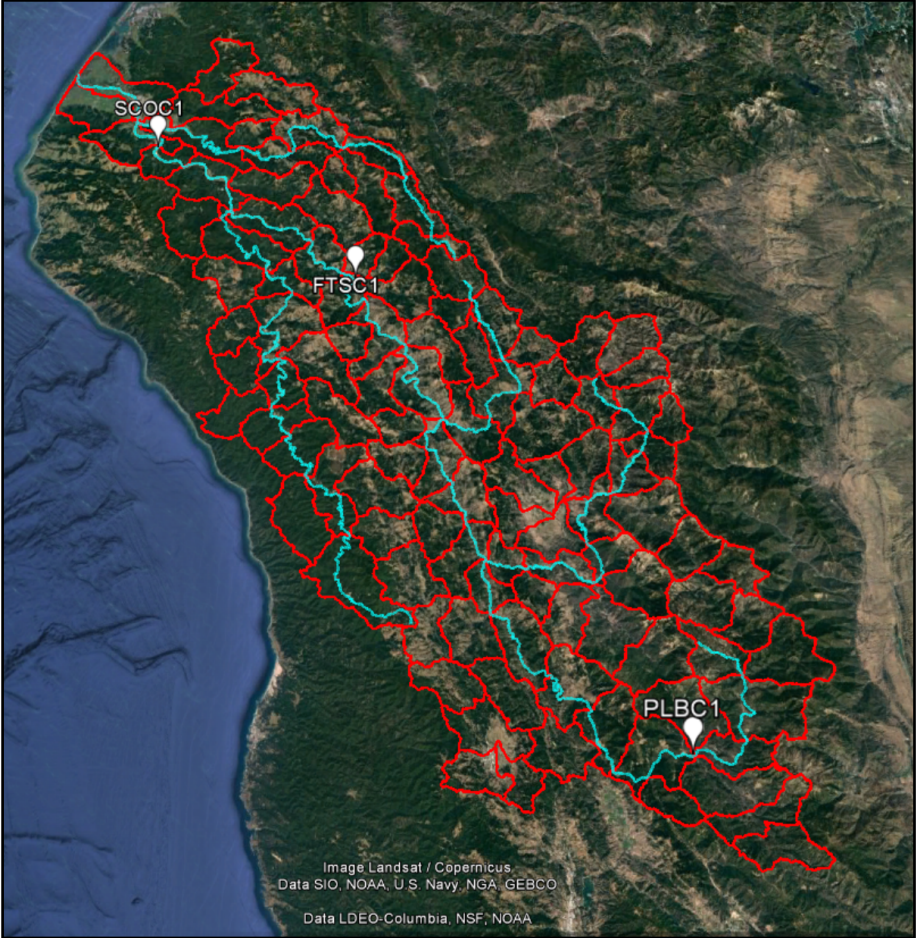 SCOC1
FTSC1
PLBC1
Image Landsat / Copernicus
Data SIO, NOAA, U.S. Navy, NGA, GEBCO
Data LDEO-Columbia, NSF, NOAA